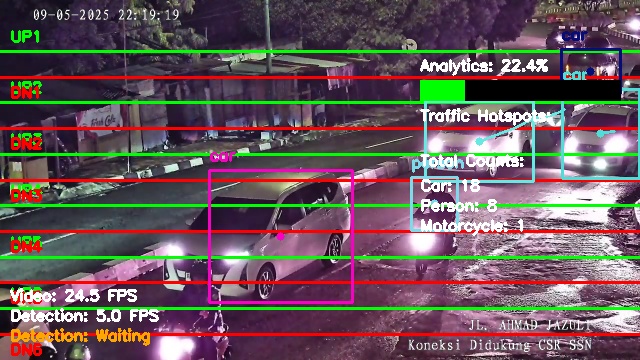 09-05-2025 22:19:19
UP1
car
Analytics: 22.4%
car
DN1
Traffic Hotspots:
DN2
car
Total Counts:
Car: 18
DN3
Person: 8
Motorcycle: 1
DN4
Video: 24.5 FPS
Detection: 5.0 FPS
Detection: Waiting
DN6
JL. AHMAD JAZULI
Koneksi Didukung CSR SSN